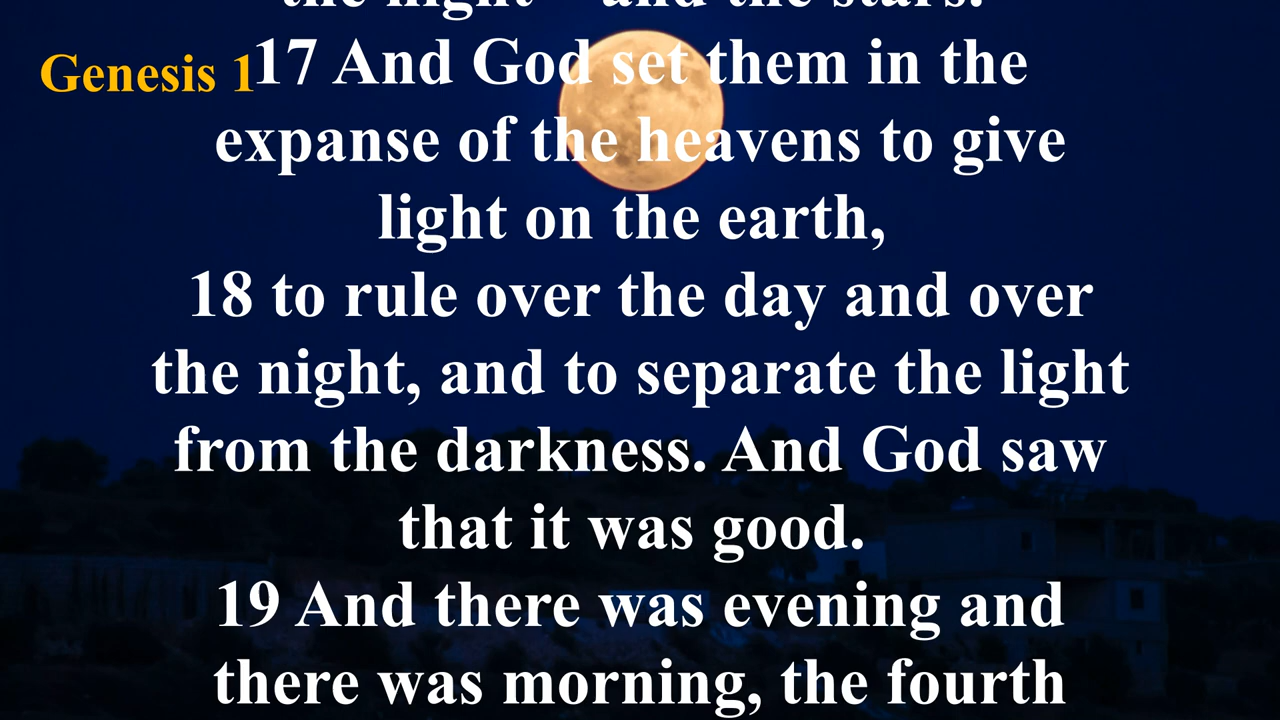 the night—and the stars.
Genesis 1
17 And God set them in the
expanse of the heavens to give
light on the earth,
18 to rule over the day and over
the night, and to separate the light
from the darkness. And God saw
that it was good.
19 And there was evening and
there was morning, the fourth